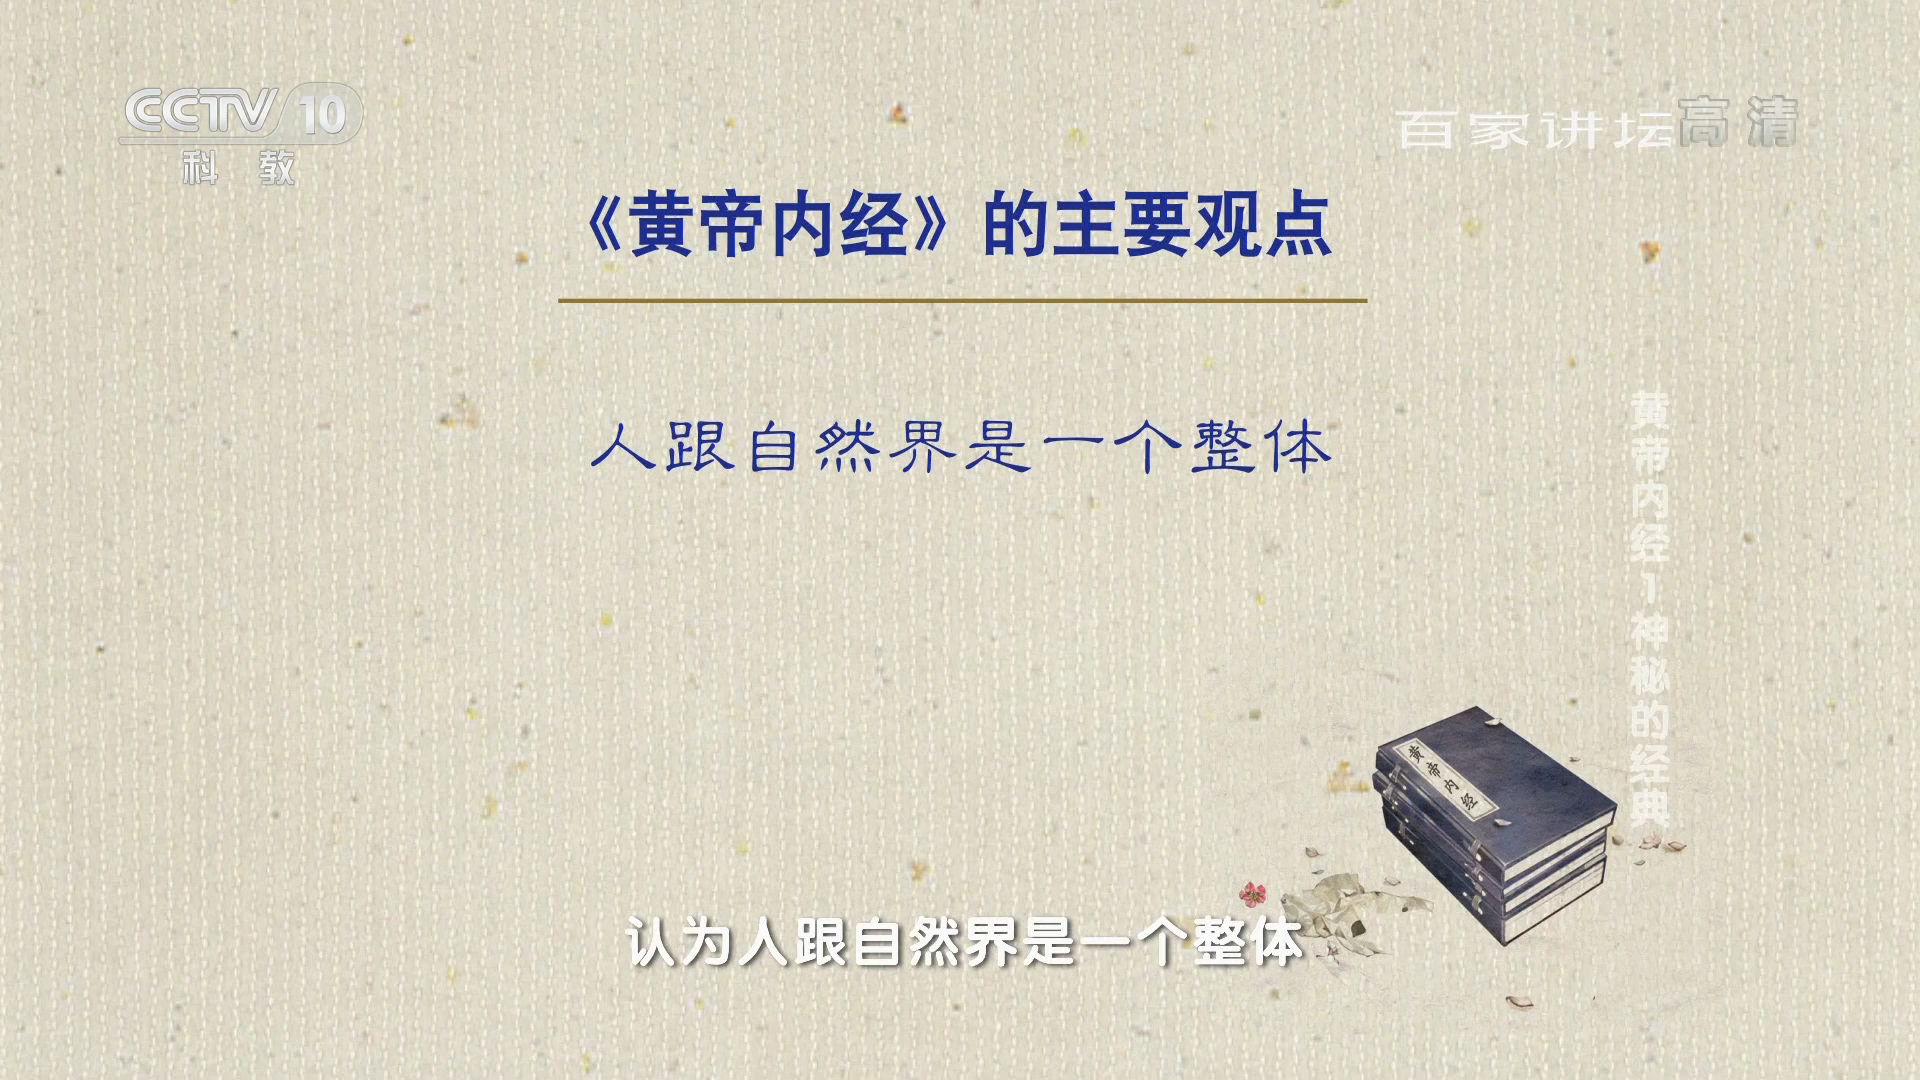 CCTV 10
科 教
百家讲坛高清
《黄帝内经》的主要观点
人跟自然界是一个整体
黄帝内经1神秘的经典
黄帝内经
认为人跟自然界是一个整体